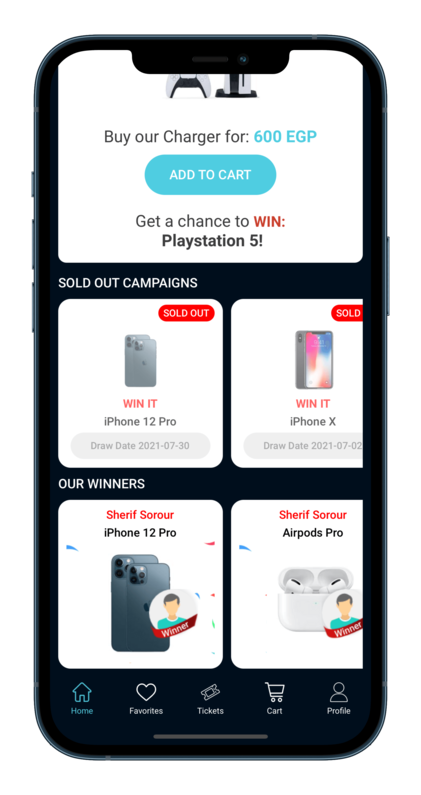 Buy our Charger for: 600 EGP
ADD TO CART
Get a chance to WIN:
Playstation 5!
SOLD OUT CAMPAIGNS
SOLD OUT
SOLD
WIN IT
WIN IT
iPhone 12 Pro
iPhone X
Draw Date 2021-07-30
Draw Date 2021-07-02
OUR WINNERS
Sherif Sorour
Sherif Sorour
iPhone 12 Pro
Airpods Pro
Winner
Winner
Home
Favorites
Tickets
Cart
Profile